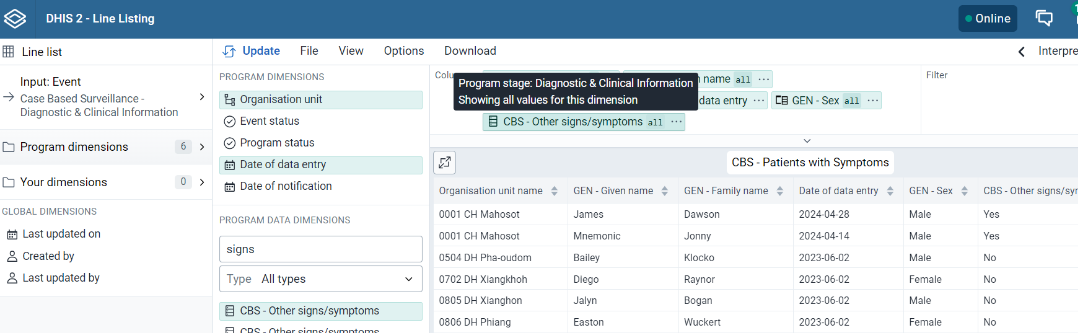 DHIS 2 - Line Listing
Online
Line list
Update File View Options Download
Interpre
Input: Event
Case Based Surveillance -
Diagnostic & Clinical Information
Program dimensions 6
Your dimensions 0
GLOBAL DIMENSIONS
Last updated on
Created by
Last updated by
PROGRAM DIMENSIONS
Organisation unit
Event status
Program status
Date of data entry
Date of notification
PROGRAM DATA DIMENSIONS
signs
Type All types
CBS - Other signs/symptoms
CBS - Other signs/symptoms
Colu
Program stage: Diagnostic & Clinical Information
Showing all values for this dimension
name all ...
data entry ...
GEN - Sex all ...
CBS - Other signs/symptoms all ...
Filter
CBS - Patients with Symptoms
Organisation unit name GEN - Given name GEN - Family name Date of data entry GEN - Sex CBS - Other signs/syr
0001 CH Mahosot James Dawson 2024-04-28 Male Yes
0001 CH Mahosot Mnemonic Jonny 2024-04-14 Male Yes
0504 DH Pha-oudom Bailey Klocko 2023-06-02 Male No
0702 DH Xiangkhoh Diego Raynor 2023-06-02 Female No
0805 DH Xianghon Jalyn Bogan 2023-06-02 Male No
0806 DH Phiang Easton Wuckert 2023-06-02 Female No